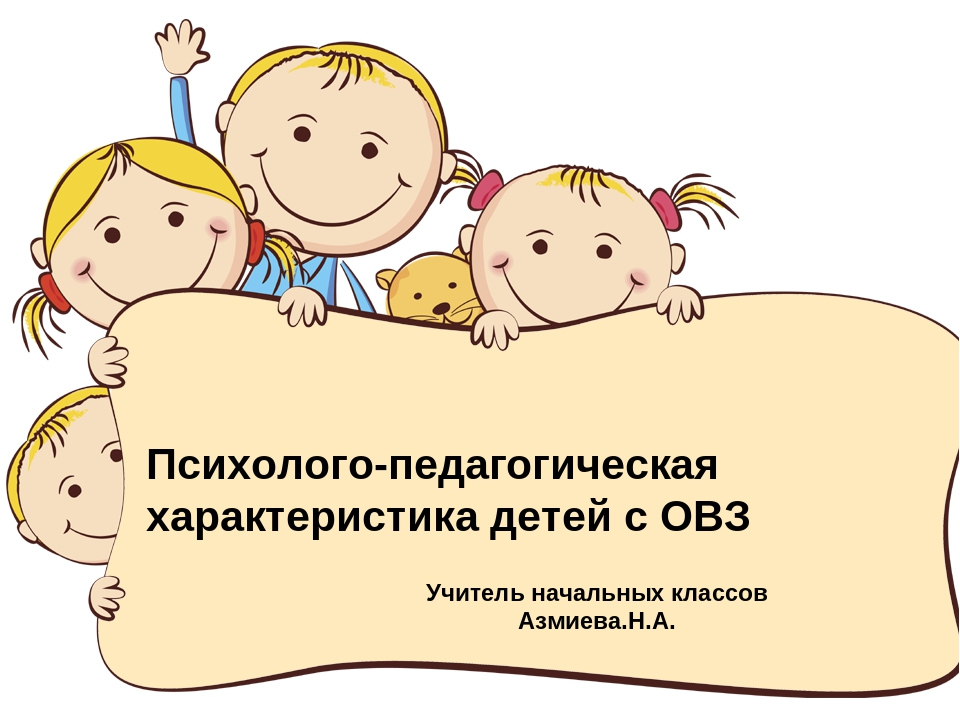 Психолого-педагогическая
характеристика детей с ОВЗ
Учитель начальных классов
Азмиева.Н.А.